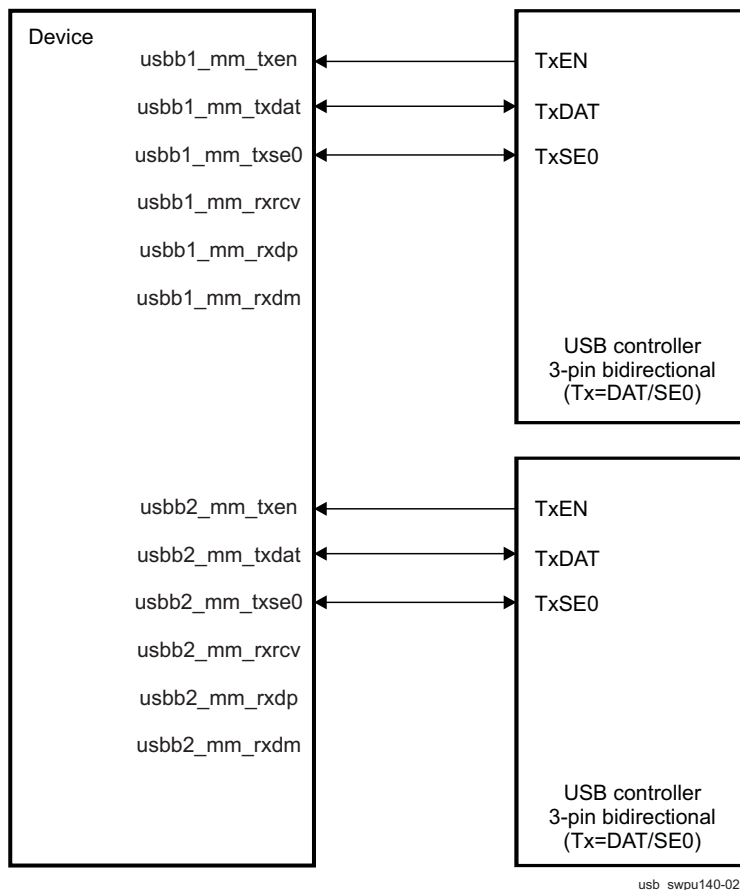 Device
usbb1_mm_txen
usbb1_mm_txdat
usbb1_mm_txse0
usbb1_mm_rxrcv
usbb1_mm_rxdp
usbb1_mm_rxdm
TxEN
TxDAT
TxSE0
USB controller
3-pin bidirectional
(Tx=DAT/SE0)
usbb2_mm_txen
usbb2_mm_txdat
usbb2_mm_txse0
usbb2_mm_rxrcv
usbb2_mm_rxdp
usbb2_mm_rxdm
TxEN
TxDAT
TxSE0
USB controller
3-pin bidirectional
(Tx=DAT/SE0)
usb_swpu140-02